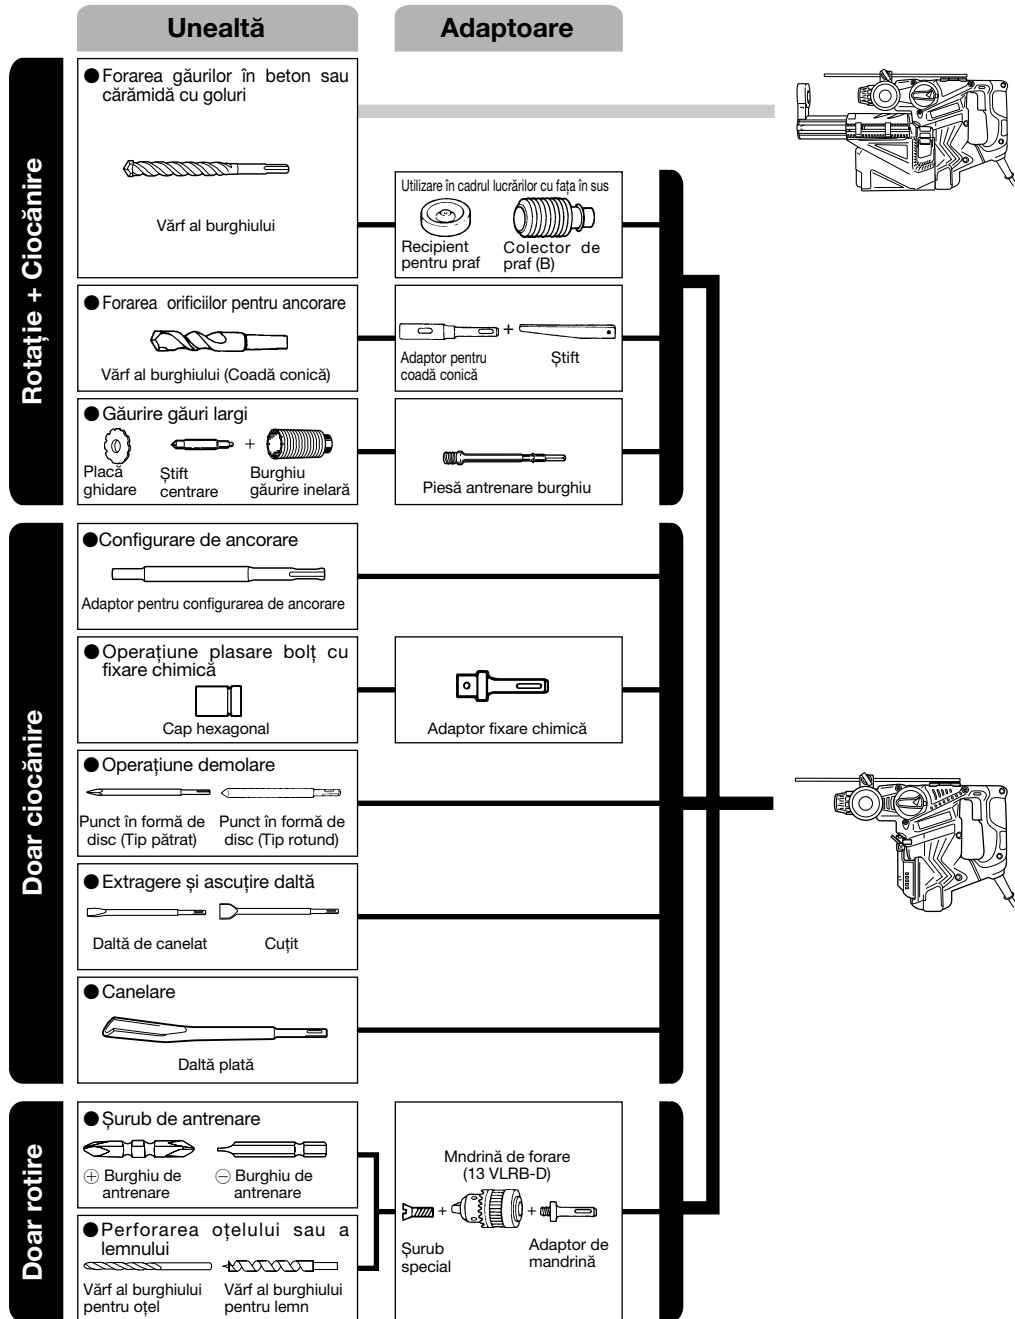 Unealtă
Adaptoare
Rotație + Ciocănire
● Forarea găurilor în beton sau
cărămidă cu goluri
Vărf al burghiului
Utilizare în cadrul lucrărilor cu fața în sus
Recipient
pentru praf
Colector de
praf (B)
● Forarea orificiilor pentru ancorare
Vărf al burghiului (Coadă conică)
+
Adaptor pentru
coadă conică
Știft
● Găurire găuri largi
+
Placă
ghidare
Știft
centrare
Burghiu
găurire inelară
Piesă antrenare burghiu
Doar ciocănire
● Configurare de ancorare
Adaptor pentru configurarea de ancorare
● Operațiune plasare bolț cu
fixare chimică
Cap hexagonal
Adaptor fixare chimică
● Operațiune demolare
Punct în formă de
disc (Tip pătrat)
Punct în formă de
disc (Tip rotund)
● Extragere și ascuțire daltă
Daltă de canelat
Cuțit
● Canelare
Daltă plată
Doar rotire
● Șurub de antrenare
⊕ Burghiu de
antrenare
⊖ Burghiu de
antrenare
● Perforarea oțelului sau a
lemnului
Vărf al burghiului
pentru oțel
Vărf al burghiului
pentru lemn
Mndrină de forare
(13 VLRB-D)
+ +
Șurub
special
Adaptor de
mandrină